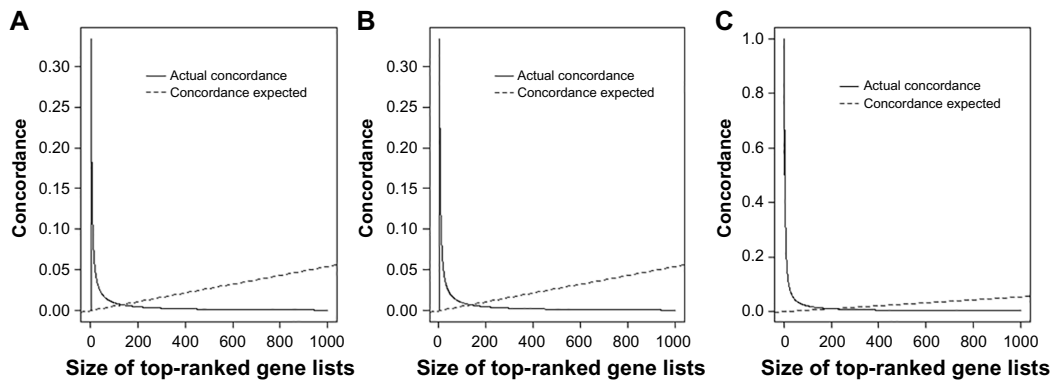 A
Concordance
0.30
0.25
0.20
0.15
0.10
0.05
0.00
Actual concordance
Concordance expected
0 200 400 600 800 1000
Size of top-ranked gene lists
B
Concordance
0.30
0.25
0.20
0.15
0.10
0.05
0.00
Actual concordance
Concordance expected
0 200 400 600 800 1000
Size of top-ranked gene lists
C
Concordance
1.0
0.8
0.6
0.4
0.2
0.0
Actual concordance
Concordance expected
0 200 400 600 800 1000
Size of top-ranked gene lists